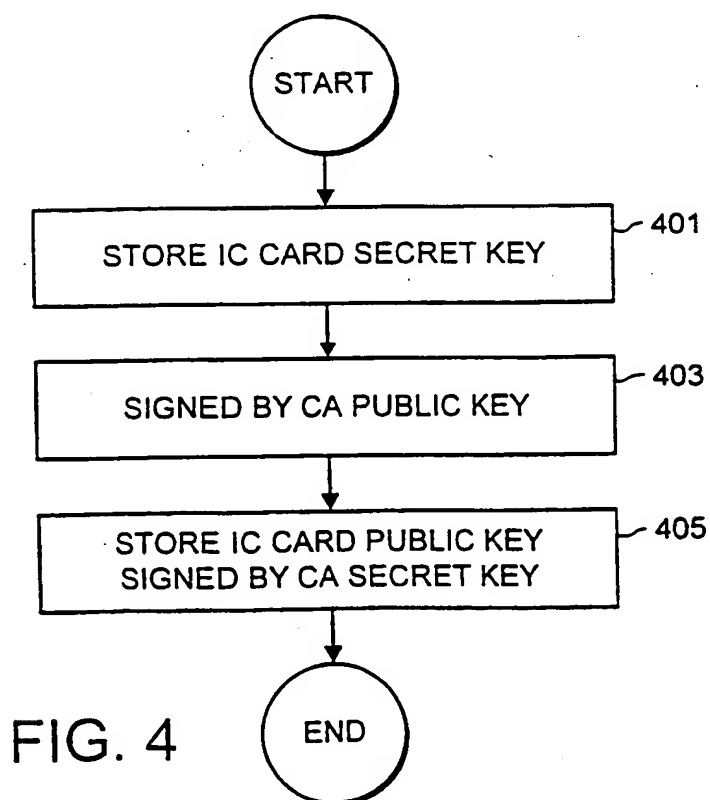 START
STORE IC CARD SECRET KEY
401
SIGNED BY CA PUBLIC KEY
403
STORE IC CARD PUBLIC KEY
SIGNED BY CA SECRET KEY
405
END
FIG. 4